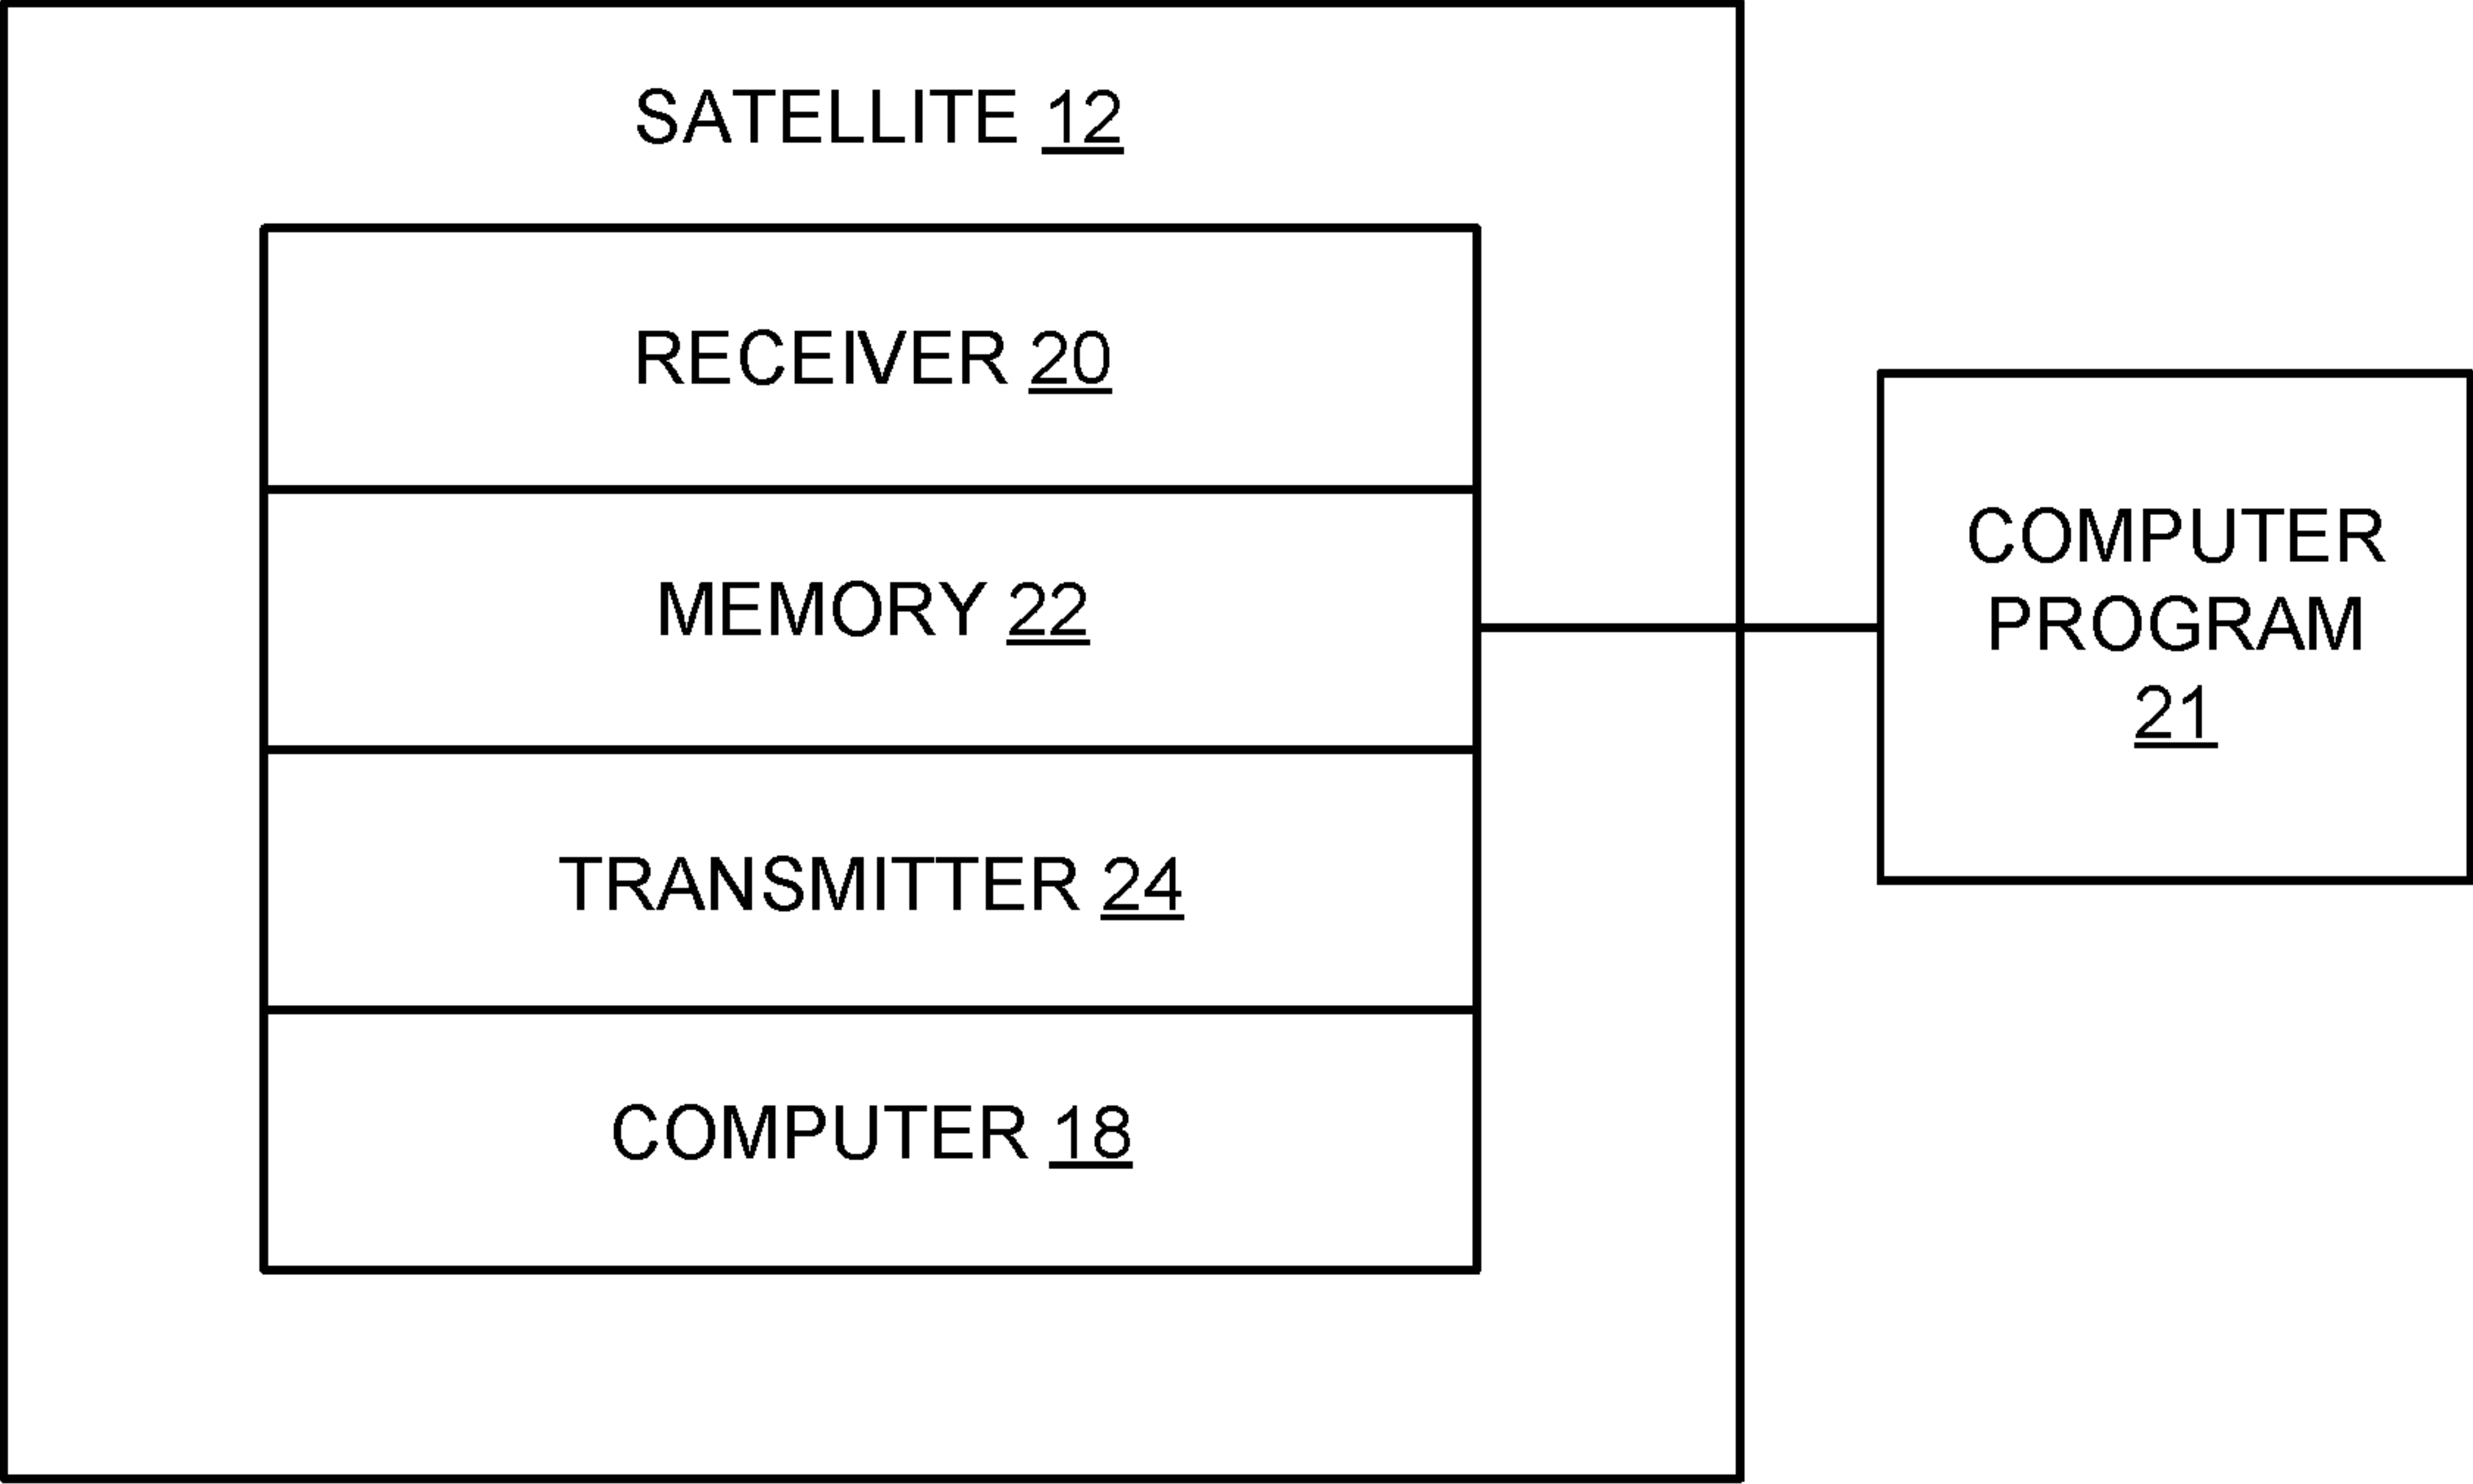 SATELLITE 12
RECEIVER 20
MEMORY 22
TRANSMITTER 24
COMPUTER 18
COMPUTER
PROGRAM
21